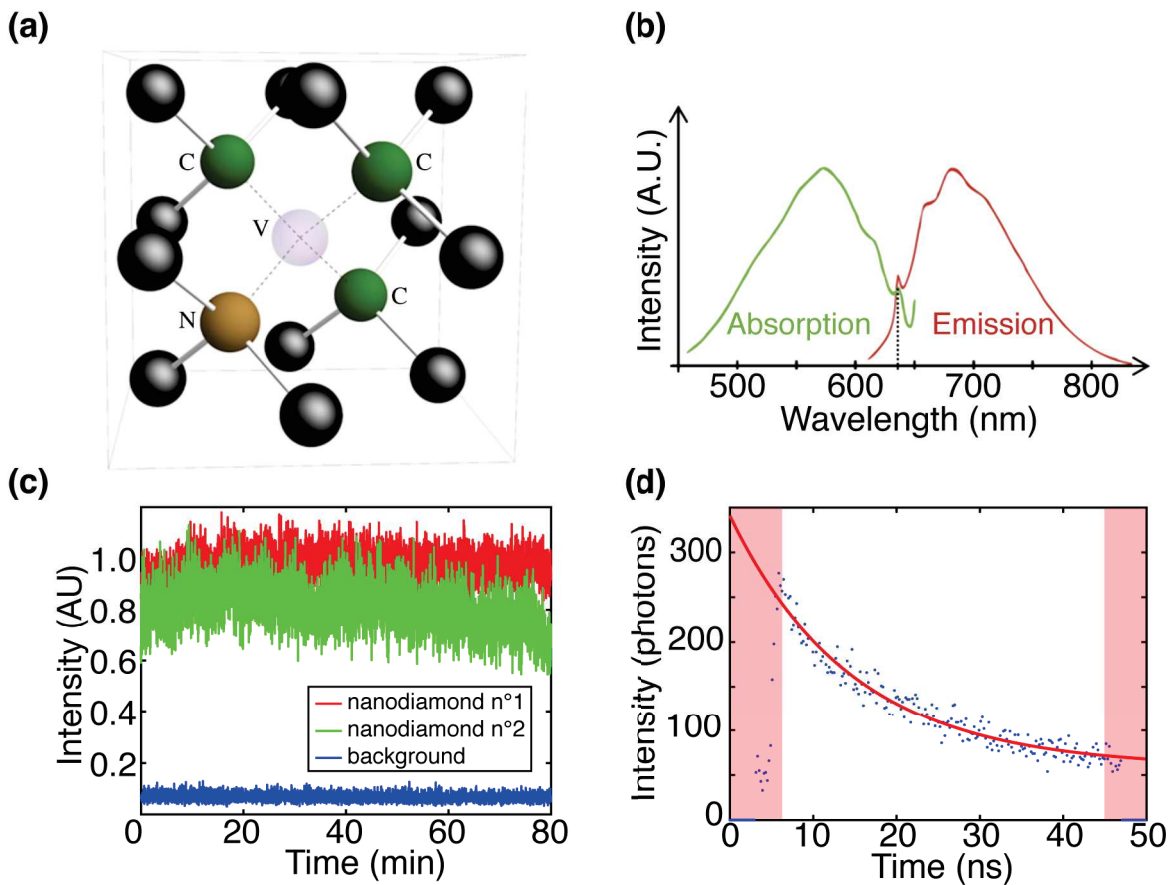 (a)
C
C
V
C
N
(b)
Intensity (A.U.)
Absorption
Emission
500
600
700
800
Wavelength (nm)
(c)
Intensity (AU)
1.0
0.8
0.6
0.4
0.2
nanodiamond n°1
nanodiamond n°2
background
0
20
40
60
80
Time (min)
(d)
Intensity (photons)
300
200
100
0
0
10
20
30
40
50
Time (ns)